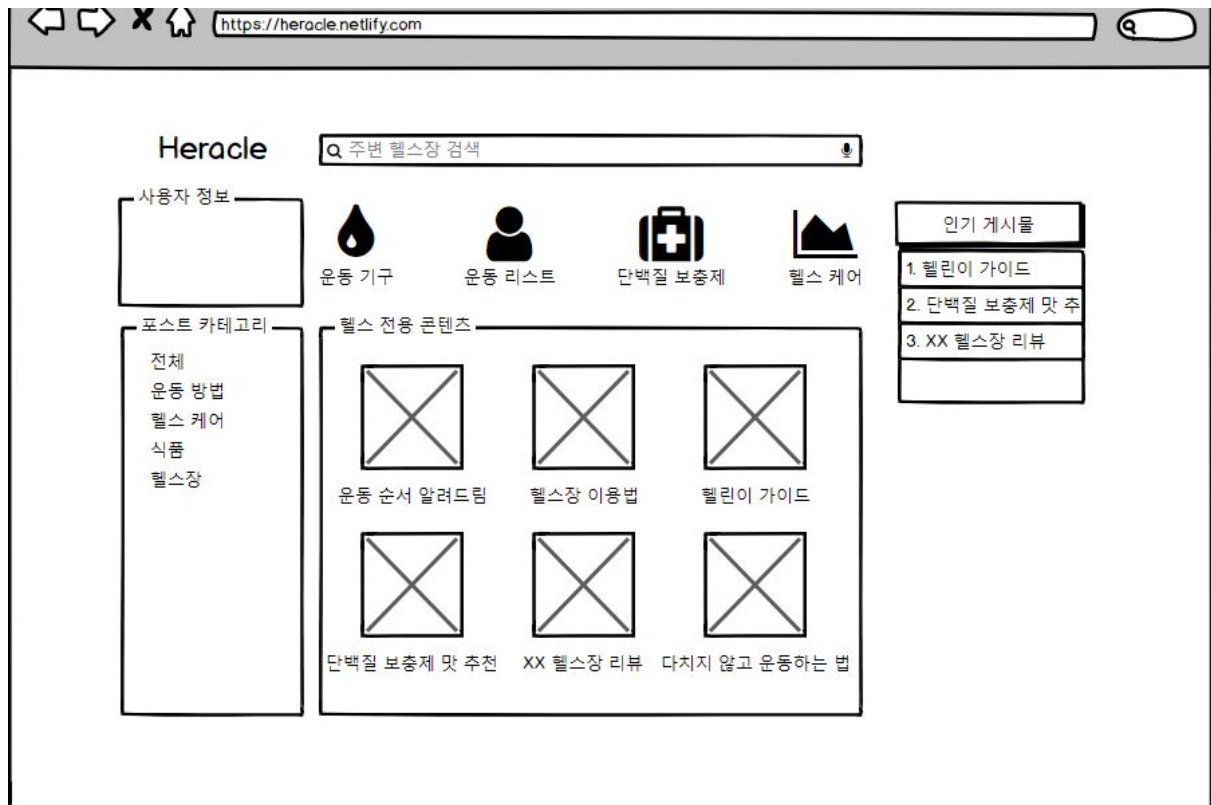 https://heracle.netlify.com
Heracle
주변 헬스장 검색
사용자 정보
운동 기구
운동 리스트
단백질 보충제
헬스 케어
포스트 카테고리
전체
운동 방법
헬스 케어
식품
헬스장
헬스 전용 콘텐츠
운동 순서 알려드림
헬스장 이용법
헬린이 가이드
단백질 보충제 맛 추천
XX 헬스장 리뷰
다치지 않고 운동하는 법
인기 게시물
1. 헬린이 가이드
2. 단백질 보충제 맛 추
3. XX 헬스장 리뷰